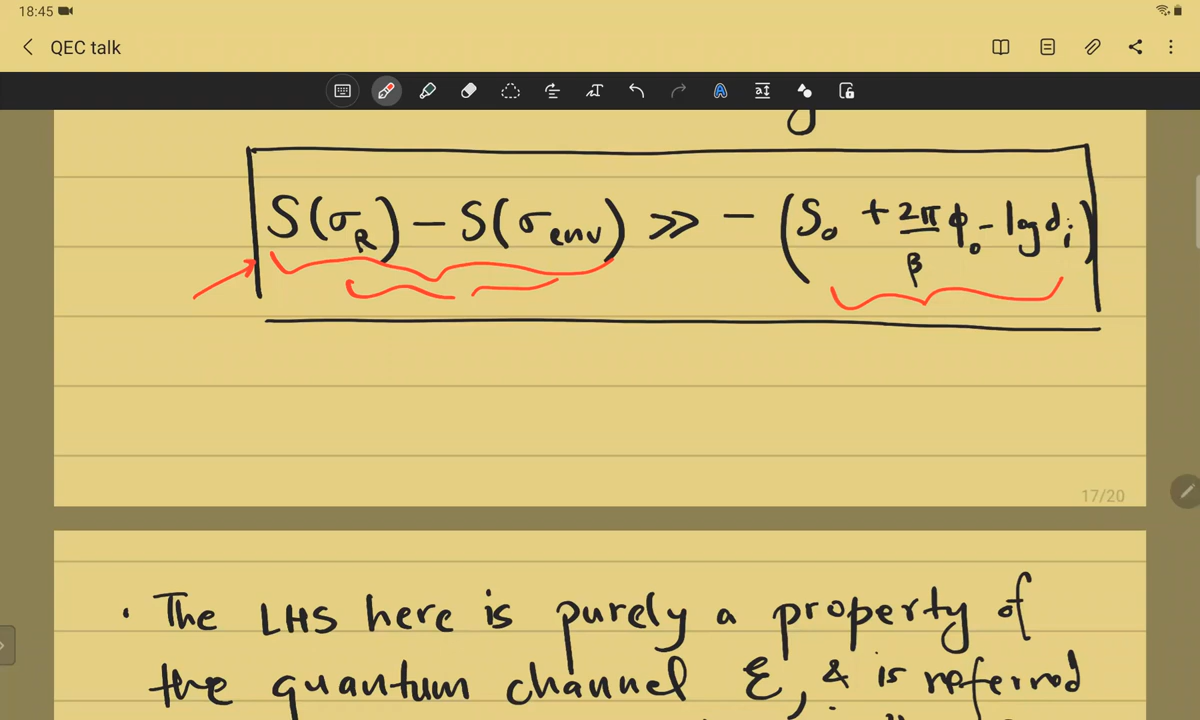 18:45
QEC talk
S(σ_R) − S(σ_env) ≫ − (S_0 + 2π/β ϕ_0 − log d_i)
17/20
• The LHS here is purely a property of
the quantum channel ℰ, & is referred